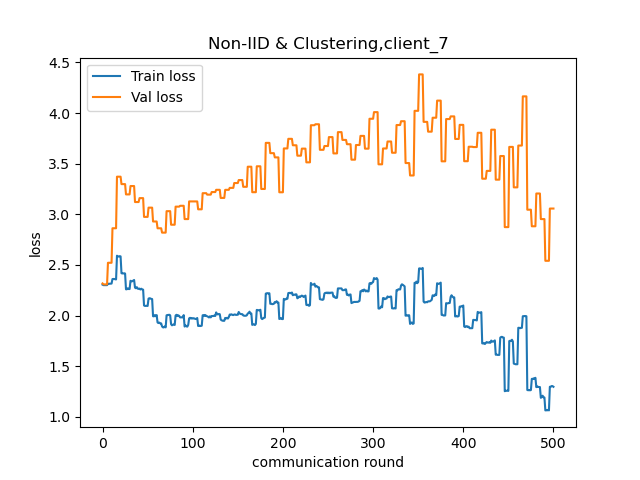 Non-IID & Clustering,client_7
Train loss
Val loss
4.5
4.0
3.5
3.0
2.5
2.0
1.5
1.0
loss
0 100 200 300 400 500
communication round